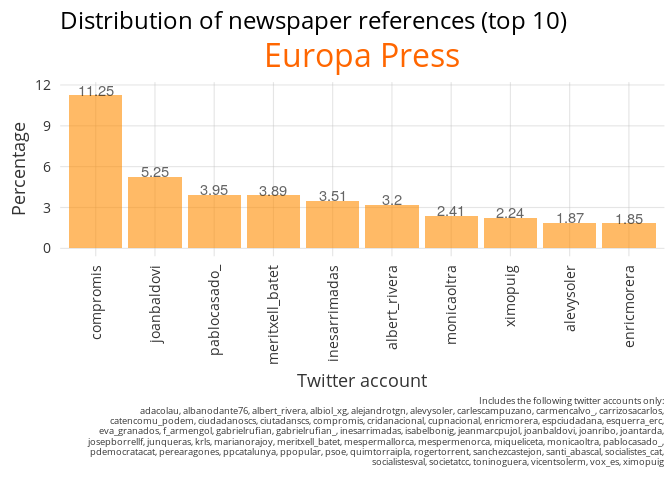 Distribution of newspaper references (top 10)
Europa Press
12
9
6
3
0
Percentage
11.25
5.25
3.95
3.89
3.51
3.2
2.41
2.24
1.87
1.85
compromis
joanbaldovi
pablocasado_
meritxell_batet
inesarrimadas
albert_rivera
monicaoltra
ximopuig
alevysoler
enricmorera
Twitter account
Includes the following twitter accounts only:
adacolau, albanodante76, albert_rivera, albiol_xg, alejandrotgn, alevysoler, carlescampuzano, carmencalvo_, carrizosacarlos,
catencomu_podem, ciudadanoscs, ciutadanscs, compromis, cridanacional, cupnacional, enricmorera, espciudadana, esquerra_erc,
eva_granados, f_armengol, gabrielrufian, gabrielrufian_, inesarrimadas, isabelbonig, jeanmarcpujol, joanbaldovi, joanribo, joantarda,
josepborrellf, junqueras, krls, marianorajoy, meritxell_batet, mespermallorca, mespermenorca, miqueliceta, monicaoltra, pablocasado_,
pdemocratacat, perearagones, ppcatalunya, ppopular, psoe, quimtorraipla, rogertorrent, sanchezcastejon, santi_abascal, socialistes_cat,
socialistesval, societatcc, toninoguera, vicentsolerm, vox_es, ximopuig